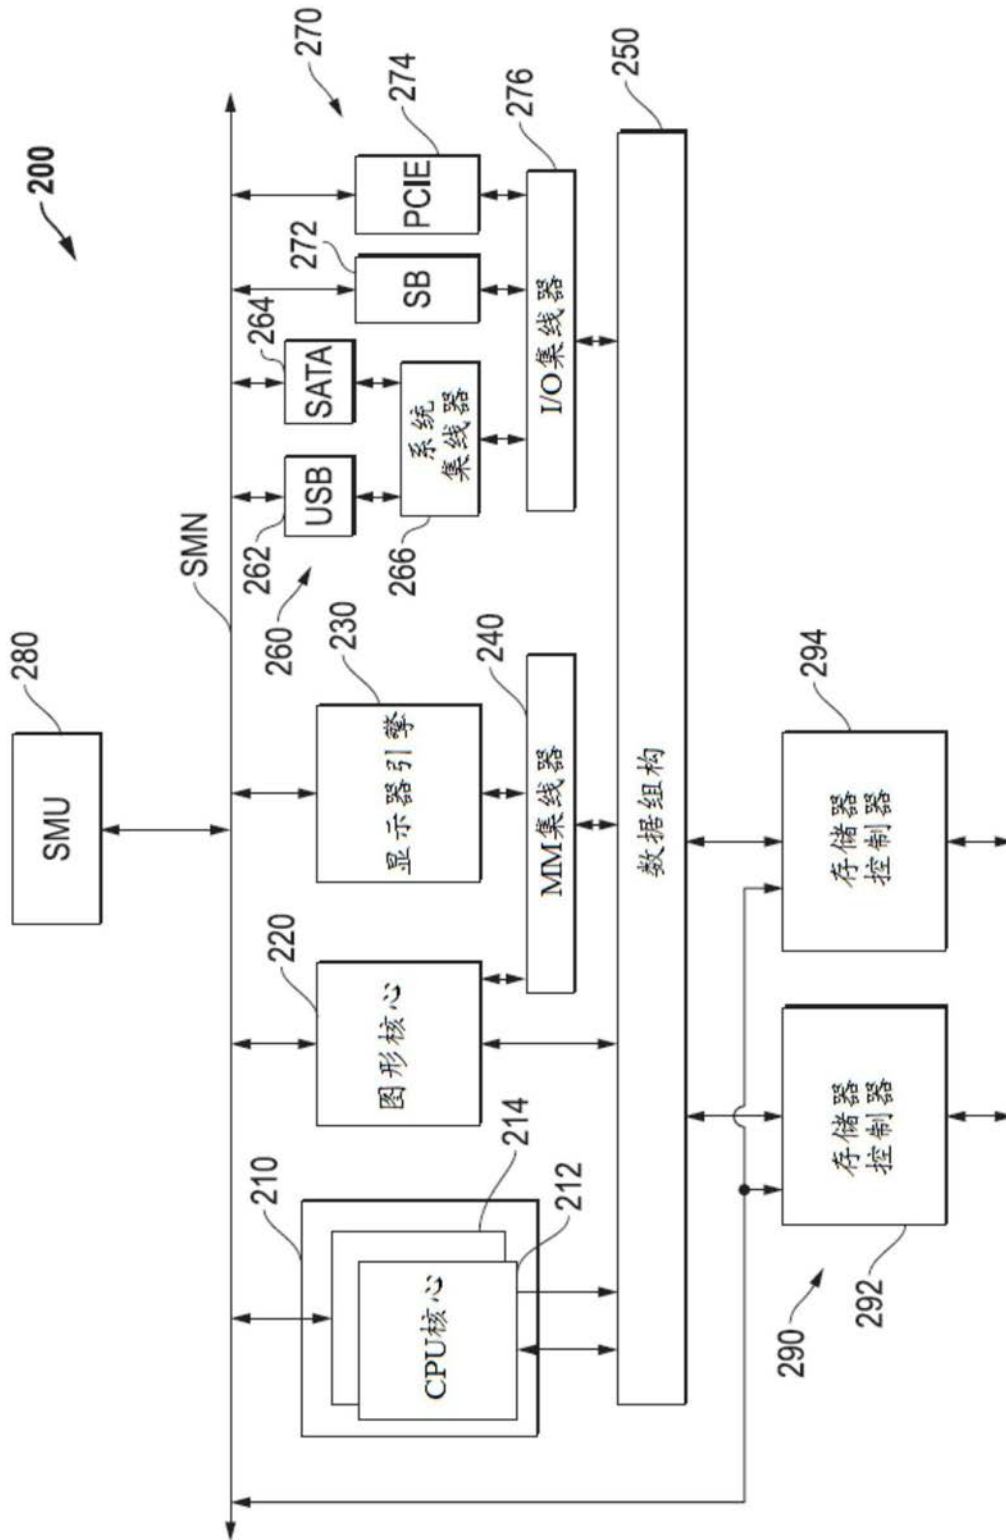 200
SMU
280
SMN
210
214
212
CPU核心
220
图形核心
230
显示器引擎
240
MM集线器
260
262
USB
264
SATA
266
系统
集线器
270
272
SB
274
PCIE
276
I/O集线器
250
数据组构
290
292
存储器
控制器
294
存储器
控制器